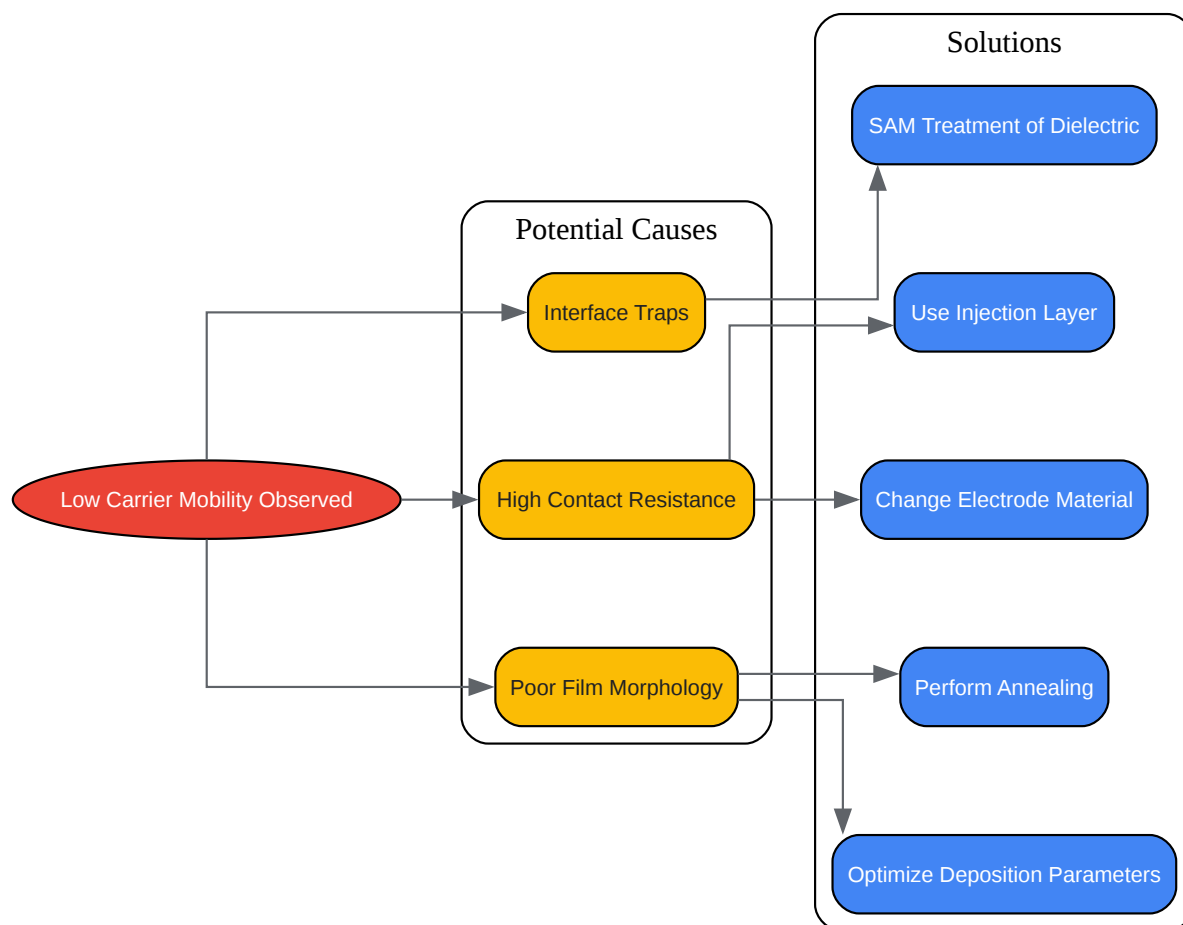 Solutions
SAM Treatment of Dielectric
Potential Causes
Interface Traps
Use Injection Layer
Low Carrier Mobility Observed
High Contact Resistance
Change Electrode Material
Poor Film Morphology
Perform Annealing
Optimize Deposition Parameters